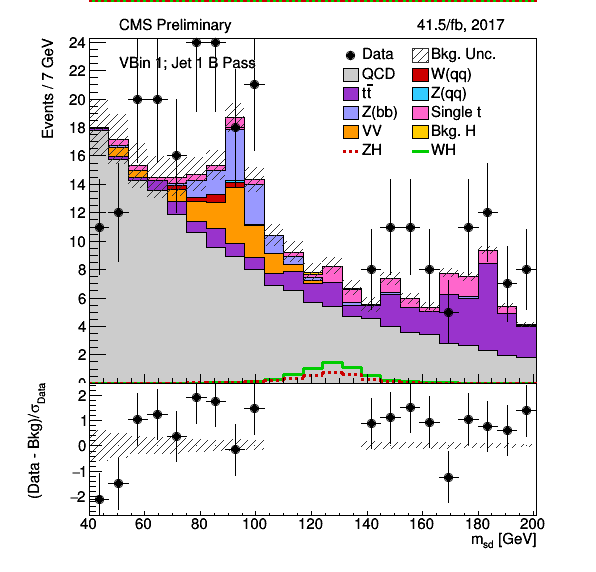 CMS Preliminary 41.5/fb, 2017
Events / 7 GeV
VBin 1; Jet 1 B Pass
Data Bkg. Unc.
QCD W(qq)
tt̄ Z(qq)
Z(bb) Single t
VV Bkg. H
ZH WH
24
22
20
18
16
14
12
10
8
6
4
2
0
(Data - Bkg)/σData
2
1
0
−1
−2
40 60 80 100 120 140 160 180 200
msd [GeV]